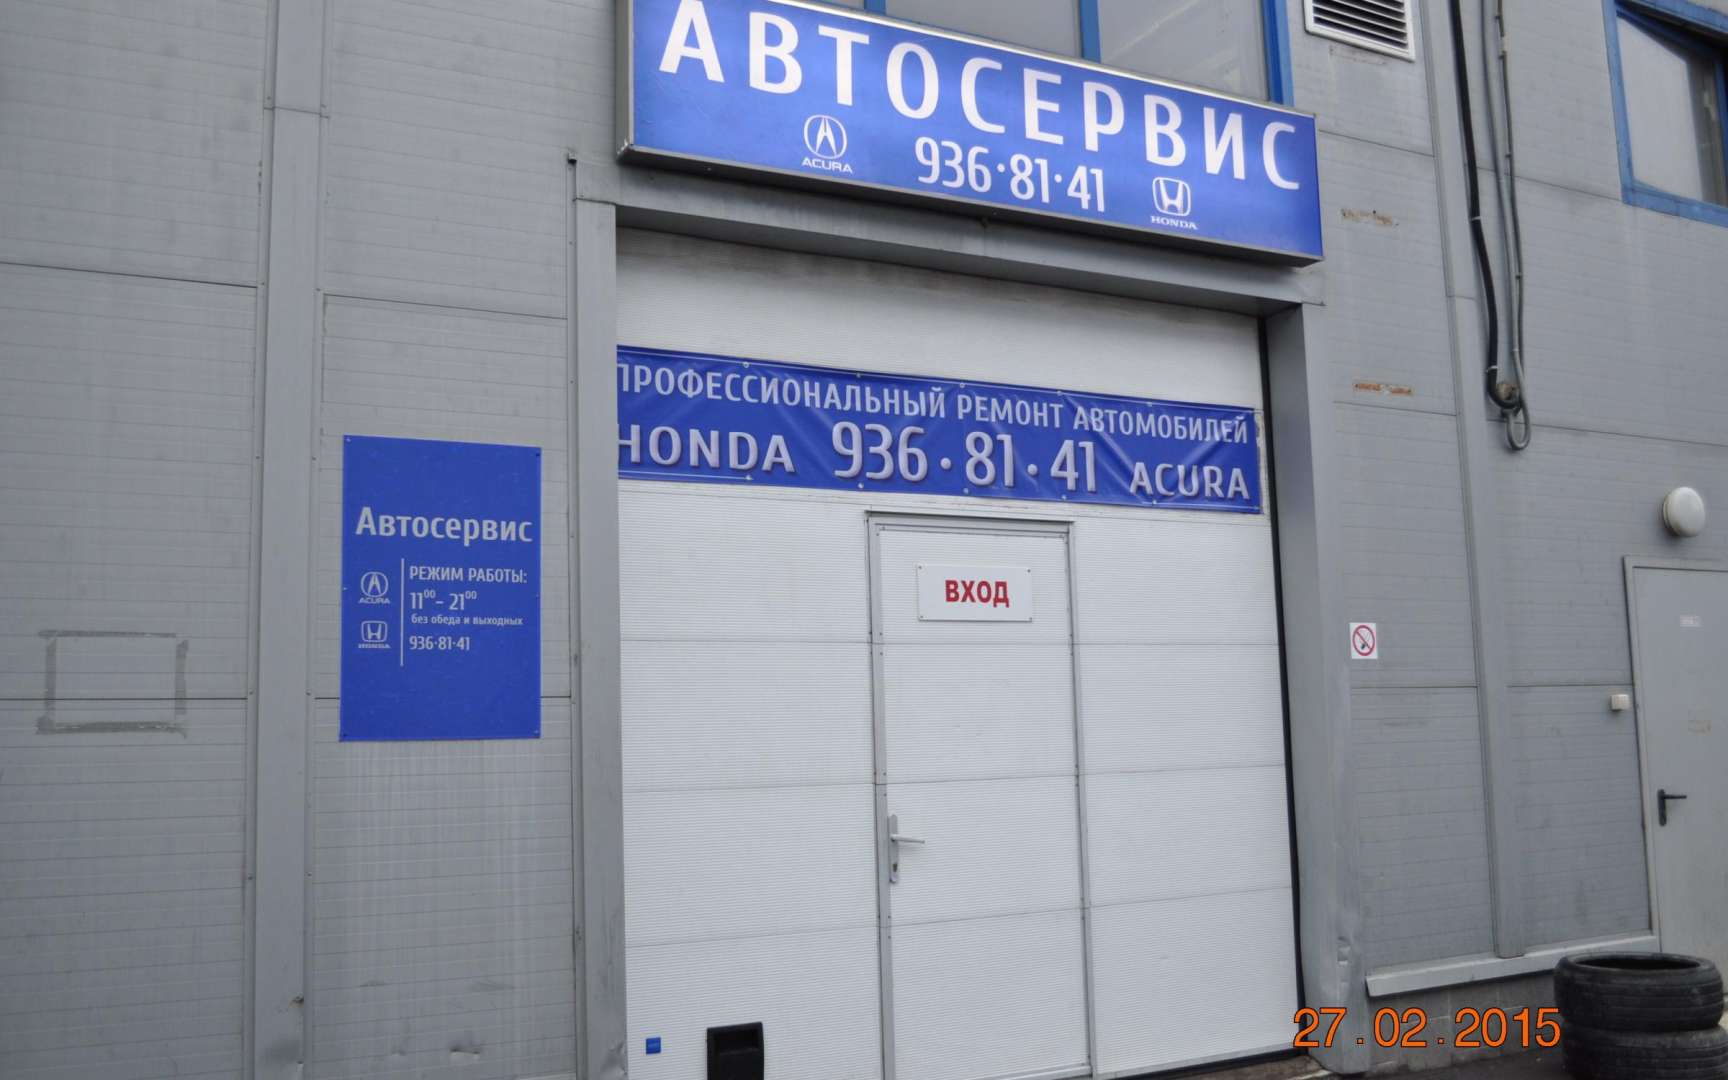 АВТОСЕРВИС
ACURA
936·81·41
HONDA
ПРОФЕССИОНАЛЬНЫЙ РЕМОНТ АВТОМОБИЛЕЙ
HONDA 936·81·41 ACURA
Автосервис
ACURA
HONDA
РЕЖИМ РАБОТЫ:
11⁰⁰– 21⁰⁰
без обеда и выходных
936·81·41
ВХОД
27.02.2015